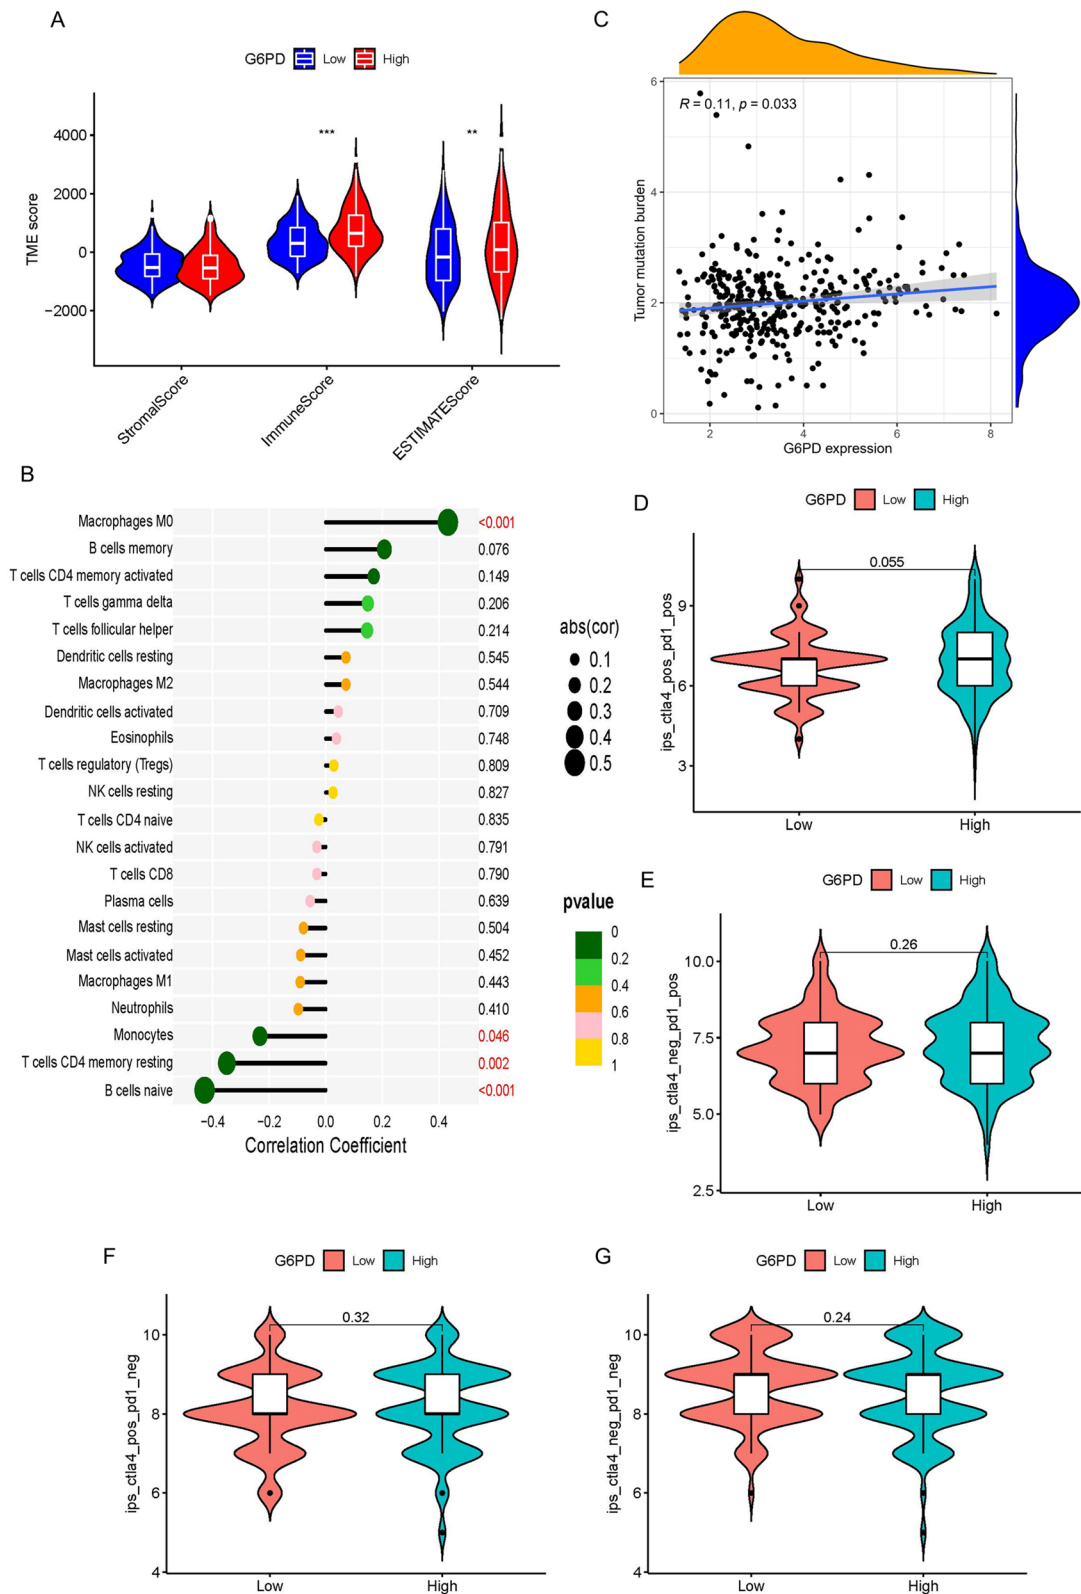 A
G6PD Low High
TME score
4000
2000
0
−2000
***
**
StromalScore
ImmuneScore
ESTIMATEScore
C
R = 0.11, p = 0.033
Tumor mutation burden
6
4
2
0
2 4 6 8
G6PD expression
B
Macrophages M0 <0.001
B cells memory 0.076
T cells CD4 memory activated 0.149
T cells gamma delta 0.206
T cells follicular helper 0.214
Dendritic cells resting 0.545
Macrophages M2 0.544
Dendritic cells activated 0.709
Eosinophils 0.748
T cells regulatory (Tregs) 0.809
NK cells resting 0.827
T cells CD4 naive 0.835
NK cells activated 0.791
T cells CD8 0.790
Plasma cells 0.639
Mast cells resting 0.504
Mast cells activated 0.452
Macrophages M1 0.443
Neutrophils 0.410
Monocytes 0.046
T cells CD4 memory resting 0.002
B cells naive <0.001
−0.4 −0.2 0.0 0.2 0.4
Correlation Coefficient
abs(cor)
0.1
0.2
0.3
0.4
0.5
pvalue
0
0.2
0.4
0.6
0.8
1
D
G6PD Low High
ips_ctla4_pos_pd1_pos
0.055
9
6
3
Low High
E
G6PD Low High
ips_ctla4_neg_pd1_pos
0.26
10.0
7.5
5.0
2.5
Low High
F
G6PD Low High
ips_ctla4_pos_pd1_neg
0.32
10
8
6
4
Low High
G
G6PD Low High
ips_ctla4_neg_pd1_neg
0.24
10
8
6
4
Low High